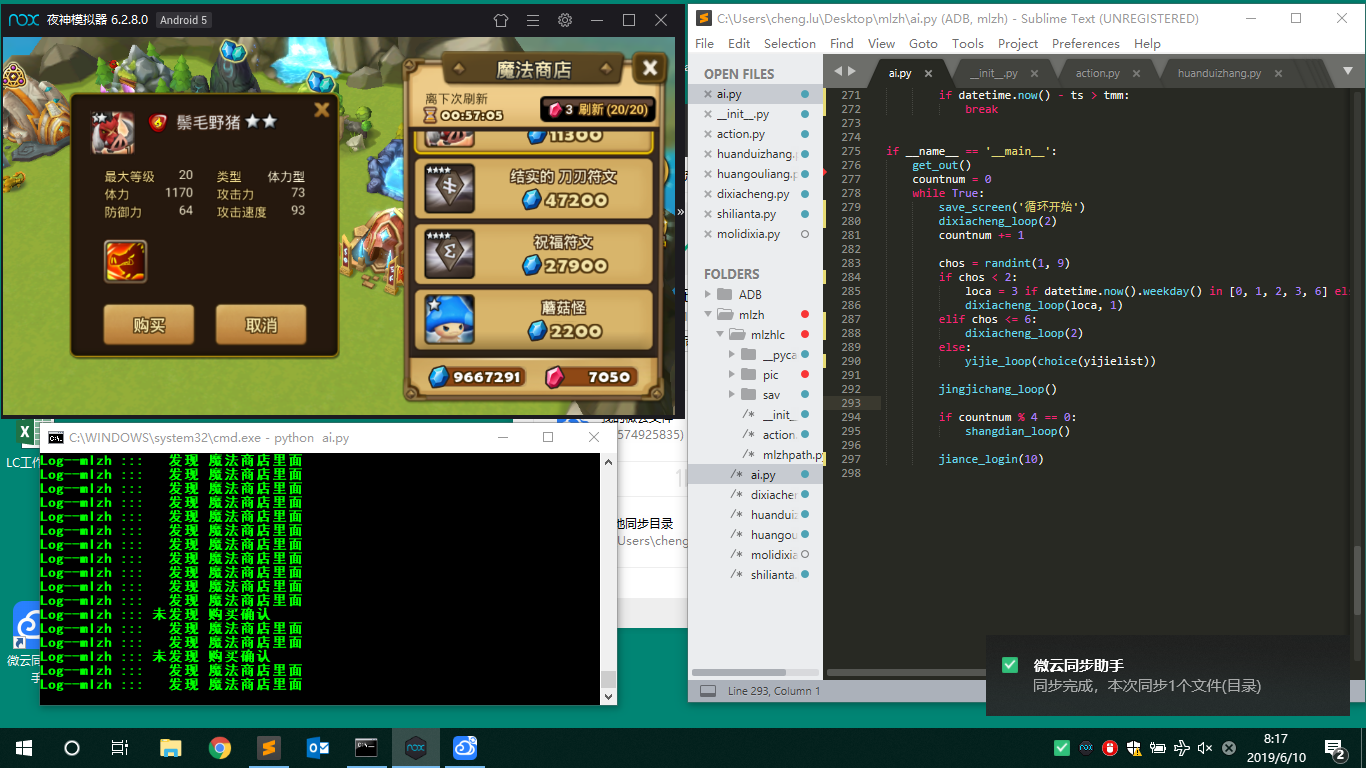 nox 夜神模拟器 6.2.8.0 Android 5
魔法商店
离下次刷新
00:57:05
3 刷新 (20/20)
11300
结实的 刀刃符文
47200
祝福符文
27900
蘑菇怪
2200
9667291
7050
鬃毛野猪
最大等级 20 类型 体力型
体力 1170 攻击力 73
防御力 64 攻击速度 93
购买 取消
C:\Users\cheng.lu\Desktop\mlzh\ai.py (ADB, mlzh) - Sublime Text (UNREGISTERED)
File Edit Selection Find View Goto Tools Project Preferences Help
OPEN FILES
ai.py
__init__.py
action.py
huanduizhang.
huangouliang.p
dixiacheng.py
shilianta.py
molidixia.py
FOLDERS
ADB
mlzh
mlzhlc
__pyca
pic
sav
__init_
action.
mlzhpath.py
ai.py
dixiacher
huanduiz
huangou
molidixia
shilianta.
ai.py __init__.py action.py huanduizhang.py
271 if datetime.now() - ts > tmm:
272 break
273
274
275 if __name__ == '__main__':
276 get_out()
277 countnum = 0
278 while True:
279 save_screen('循环开始')
280 dixiacheng_loop(2)
281 countnum += 1
282
283 chos = randint(1, 9)
284 if chos < 2:
285 loca = 3 if datetime.now().weekday() in [0, 1, 2, 3, 6] el
286 dixiacheng_loop(loca, 1)
287 elif chos <= 6:
288 dixiacheng_loop(2)
289 else:
290 yijie_loop(choice(yijielist))
291
292 jingjichang_loop()
293
294 if countnum % 4 == 0:
295 shangdian_loop()
296
297 jiance_login(10)
298
Line 293, Column 1
LC工作
微云同
手
574925835)
他同步目录
Users\cheng
C:\WINDOWS\system32\cmd.exe - python ai.py
Log--mlzh ::: 发现 魔法商店里面
Log--mlzh ::: 发现 魔法商店里面
Log--mlzh ::: 发现 魔法商店里面
Log--mlzh ::: 发现 魔法商店里面
Log--mlzh ::: 发现 魔法商店里面
Log--mlzh ::: 发现 魔法商店里面
Log--mlzh ::: 发现 魔法商店里面
Log--mlzh ::: 发现 魔法商店里面
Log--mlzh ::: 发现 魔法商店里面
Log--mlzh ::: 发现 魔法商店里面
Log--mlzh ::: 发现 魔法商店里面
Log--mlzh ::: 未发现 购买确认
Log--mlzh ::: 发现 魔法商店里面
Log--mlzh ::: 发现 魔法商店里面
Log--mlzh ::: 未发现 购买确认
Log--mlzh ::: 发现 魔法商店里面
Log--mlzh ::: 发现 魔法商店里面
微云同步助手
同步完成，本次同步1个文件(目录)
8:17
2019/6/10
2